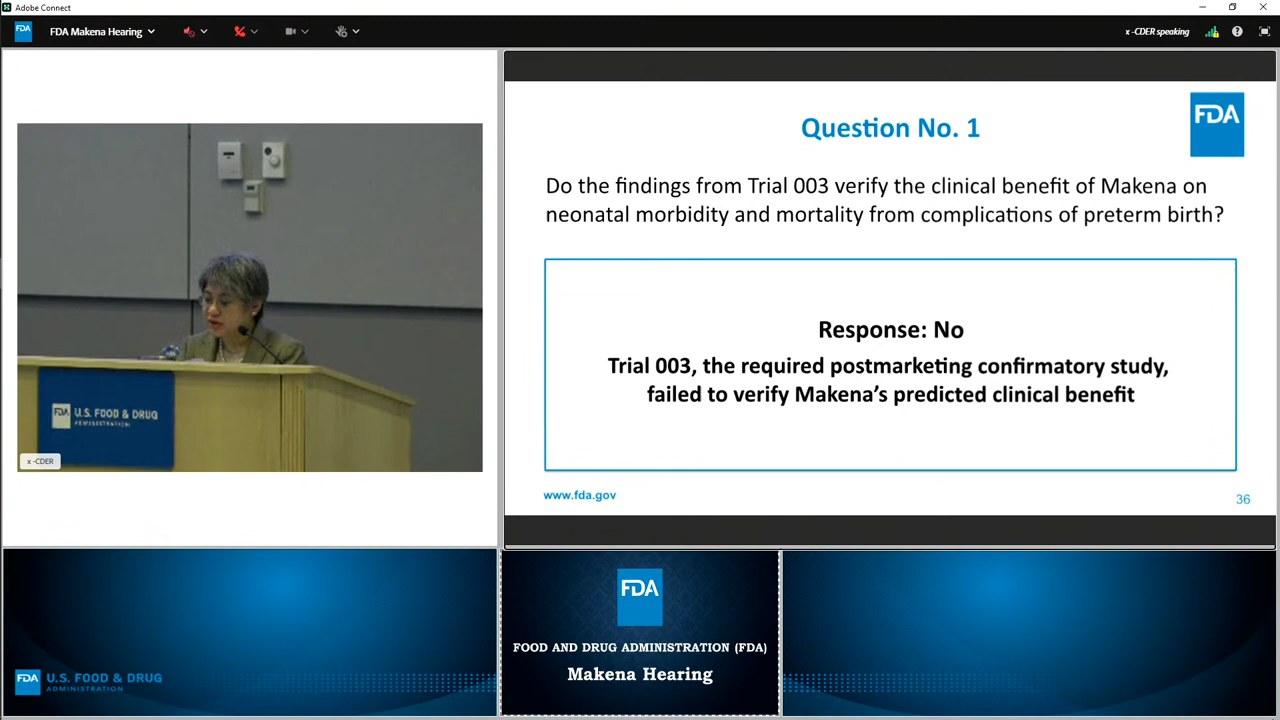 Adobe Connect
FDA
FDA Makena Hearing
x -CDER speaking
FDA
U.S. FOOD & DRUG
ADMINISTRATION
x -CDER
Question No. 1
FDA
Do the findings from Trial 003 verify the clinical benefit of Makena on
neonatal morbidity and mortality from complications of preterm birth?
Response: No
Trial 003, the required postmarketing confirmatory study,
failed to verify Makena’s predicted clinical benefit
www.fda.gov
36
FDA
U.S. FOOD & DRUG
ADMINISTRATION
FDA
FOOD AND DRUG ADMINISTRATION (FDA)
Makena Hearing